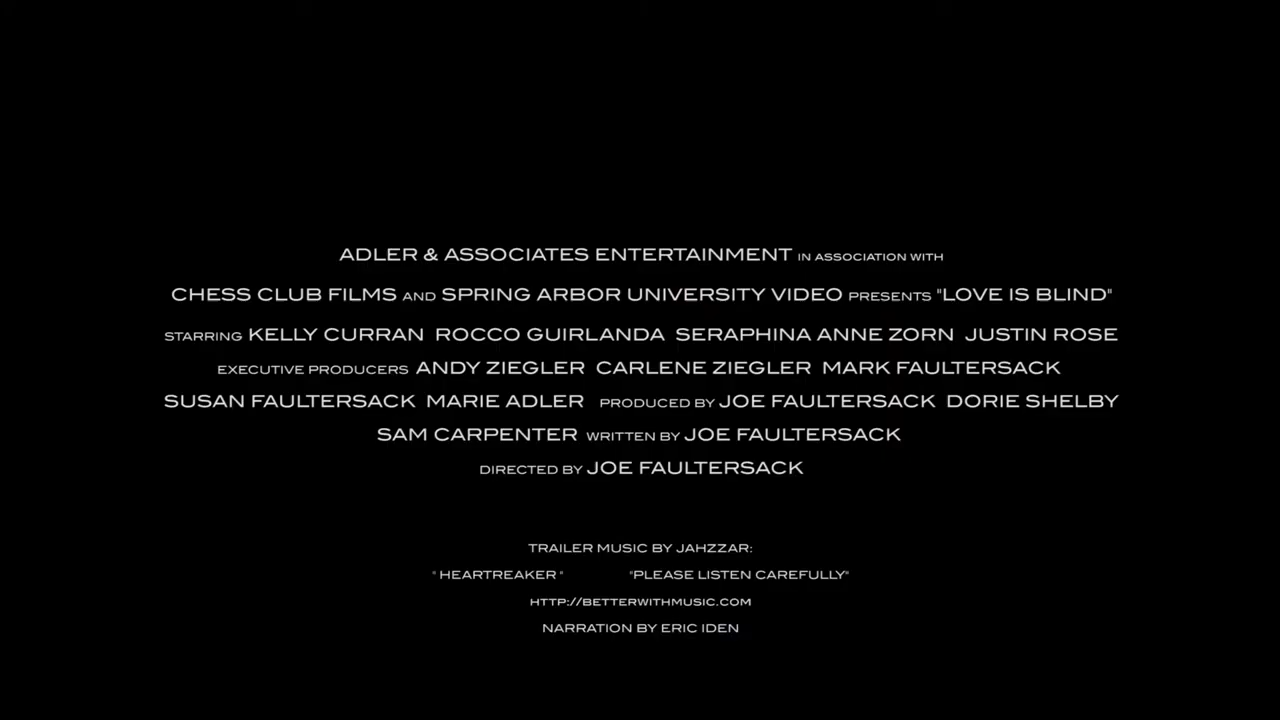 ADLER & ASSOCIATES ENTERTAINMENT IN ASSOCIATION WITH
CHESS CLUB FILMS AND SPRING ARBOR UNIVERSITY VIDEO PRESENTS "LOVE IS BLIND"
STARRING KELLY CURRAN ROCCO GUIRLANDA SERAPHINA ANNE ZORN JUSTIN ROSE
EXECUTIVE PRODUCERS ANDY ZIEGLER CARLENE ZIEGLER MARK FAULTERSACK
SUSAN FAULTERSACK MARIE ADLER PRODUCED BY JOE FAULTERSACK DORIE SHELBY
SAM CARPENTER WRITTEN BY JOE FAULTERSACK
DIRECTED BY JOE FAULTERSACK
TRAILER MUSIC BY JAHZZAR:
" HEARTREAKER " "PLEASE LISTEN CAREFULLY"
HTTP://BETTERWITHMUSIC.COM
NARRATION BY ERIC IDEN